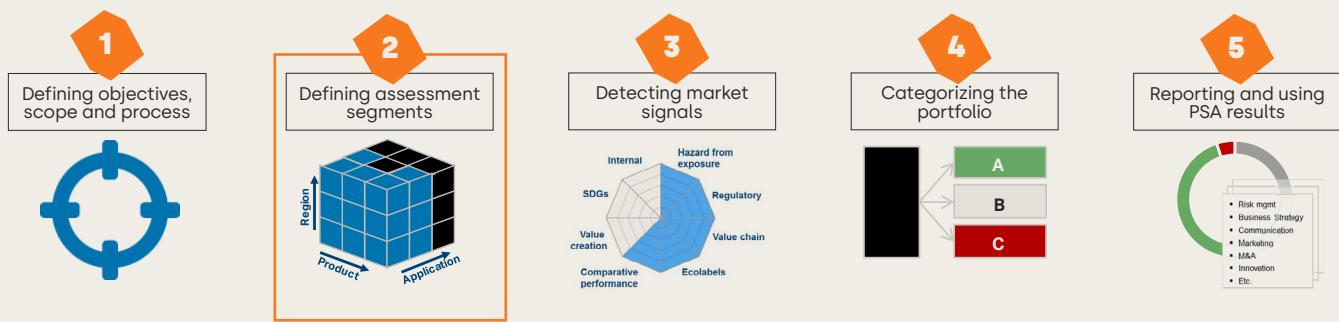 1
Defining objectives,
scope and process
2
Defining assessment
segments
Region
Product
Application
3
Detecting market
signals
Internal
Hazard from
exposure
SDGs
Regulatory
Value
creation
Value chain
Comparative
performance
Ecolabels
4
Categorizing the
portfolio
A
B
C
5
Reporting and using
PSA results
▪ Risk mgmt
▪ Business Strategy
▪ Communication
▪ Marketing
▪ M&A
▪ Innovation
▪ Etc.